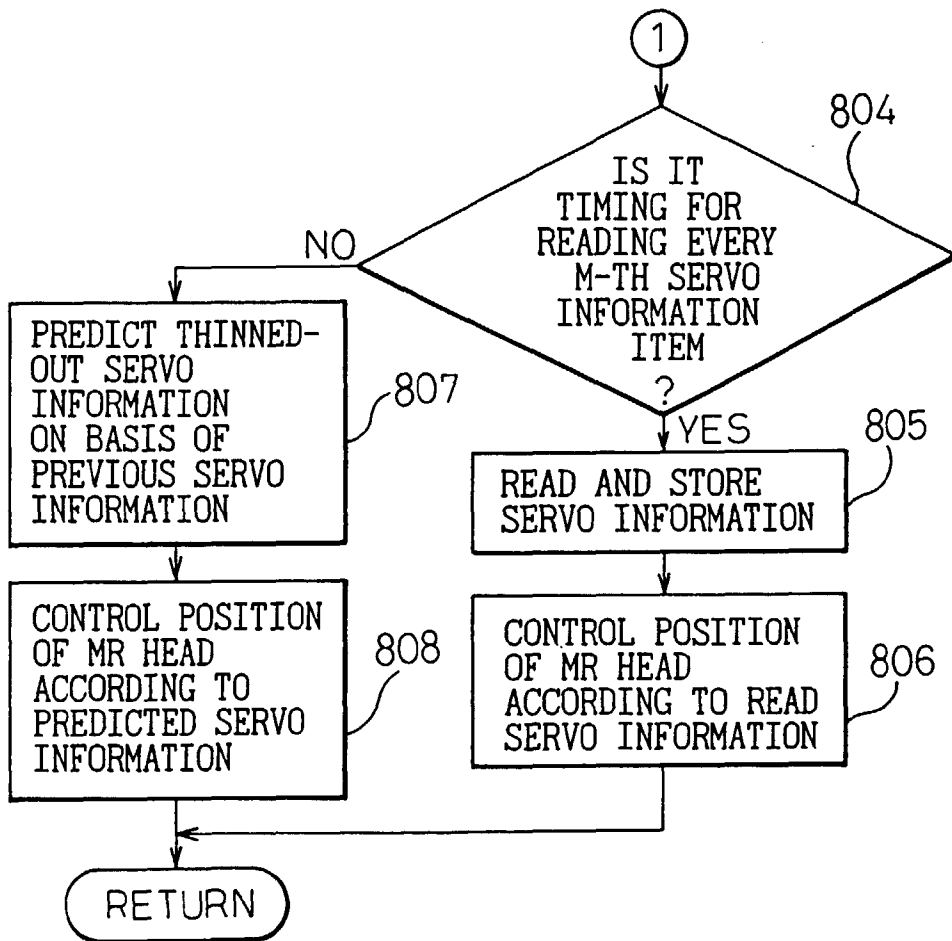 1
804
IS IT
TIMING FOR
READING EVERY
M-TH SERVO
INFORMATION
ITEM
?
NO
YES
PREDICT THINNED-
OUT SERVO
INFORMATION
ON BASIS OF
PREVIOUS SERVO
INFORMATION
807
805
READ AND STORE
SERVO INFORMATION
CONTROL POSITION
OF MR HEAD
ACCORDING TO
PREDICTED SERVO
INFORMATION
808
CONTROL POSITION
OF MR HEAD
ACCORDING TO READ
SERVO INFORMATION
806
RETURN